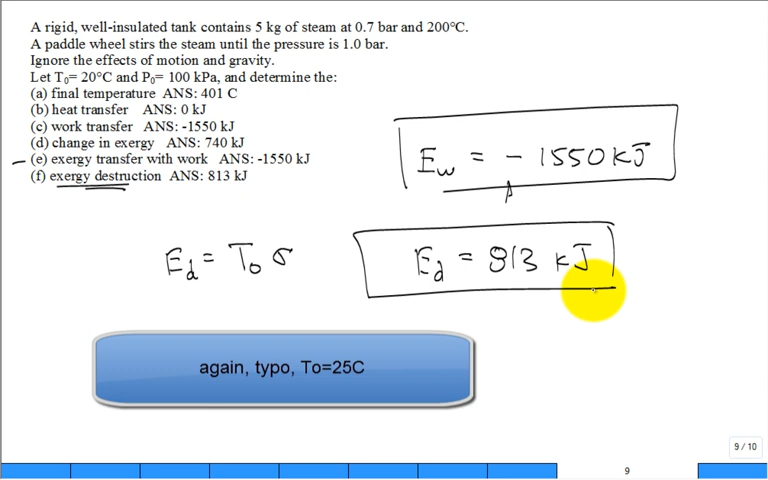 A rigid, well-insulated tank contains 5 kg of steam at 0.7 bar and 200°C.
A paddle wheel stirs the steam until the pressure is 1.0 bar.
Ignore the effects of motion and gravity.
Let T₀= 20°C and P₀= 100 kPa, and determine the:
(a) final temperature ANS: 401 C
(b) heat transfer ANS: 0 kJ
(c) work transfer ANS: -1550 kJ
(d) change in exergy ANS: 740 kJ
(e) exergy transfer with work ANS: -1550 kJ
(f) exergy destruction ANS: 813 kJ
E_w = - 1550 kJ
E_d = T₀ σ
E_d = 813 kJ
again, typo, To=25C
9 / 10
9